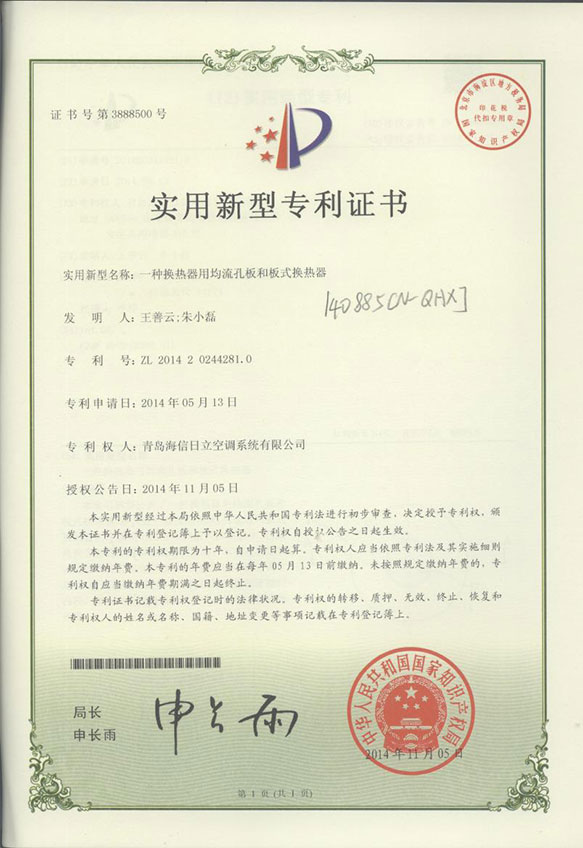 证书号第3888500号
北京市海淀区地方税务局
印花税
代扣专用章
国家知识产权局
实用新型专利证书
实用新型名称：一种换热器用均流孔板和板式换热器
140885CN-QHXJ
发明人：王善云;朱小磊
专利号：ZL 2014 2 0244281.0
专利申请日：2014年05月13日
专利权人：青岛海信日立空调系统有限公司
授权公告日：2014年11月05日
本实用新型经过本局依照中华人民共和国专利法进行初步审查，决定授予专利权，颁
发本证书并在专利登记簿上予以登记。专利权自授权公告之日起生效。
本专利的专利权期限为十年，自申请日起算。专利权人应当依照专利法及其实施细则
规定缴纳年费。本专利的年费应当在每年05月13日前缴纳。未按照规定缴纳年费的，专
利权自应当缴纳年费期满之日起终止。
专利证书记载专利权登记时的法律状况。专利权的转移、质押、无效、终止、恢复和
专利权人的姓名或名称、国籍、地址变更等事项记载在专利登记簿上。
局长
申长雨
申长雨
中华人民共和国国家知识产权局
2014年11月05日
第1页(共1页)